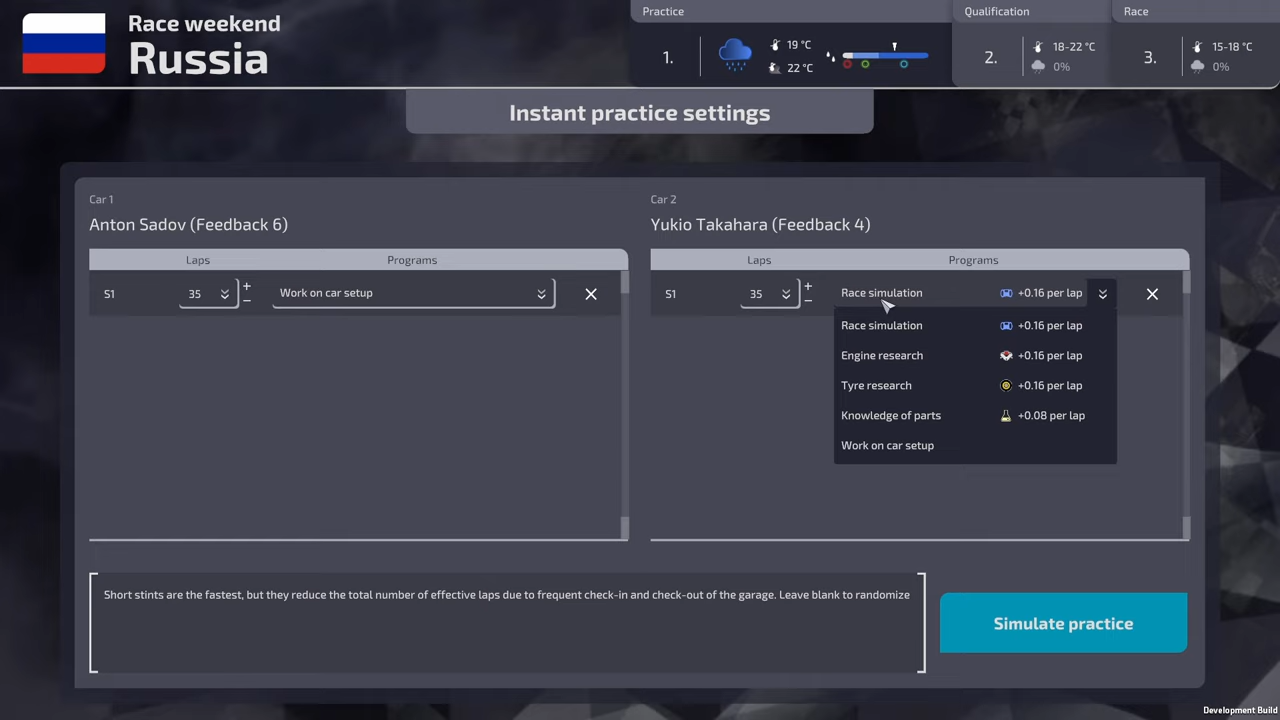 Race weekend
Russia
Practice
1.
19 °C
22 °C
Qualification
2.
18-22 °C
0%
Race
3.
15-18 °C
0%
Instant practice settings
Car 1
Anton Sadov (Feedback 6)
Laps Programs
S1 35 + − Work on car setup
Car 2
Yukio Takahara (Feedback 4)
Laps Programs
S1 35 + − Race simulation +0.16 per lap
Race simulation +0.16 per lap
Engine research +0.16 per lap
Tyre research +0.16 per lap
Knowledge of parts +0.08 per lap
Work on car setup
Short stints are the fastest, but they reduce the total number of effective laps due to frequent check-in and check-out of the garage. Leave blank to randomize
Simulate practice
Development Build